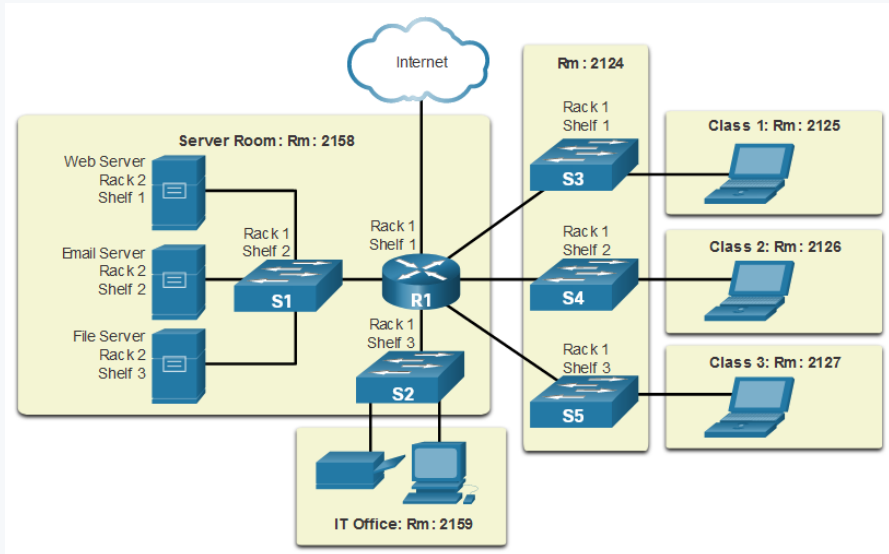 Internet
Server Room: Rm: 2158
Web Server
Rack 2
Shelf 1
Email Server
Rack 2
Shelf 2
File Server
Rack 2
Shelf 3
Rack 1
Shelf 2
S1
Rack 1
Shelf 1
R1
Rack 1
Shelf 3
S2
IT Office: Rm: 2159
Rm: 2124
Rack 1
Shelf 1
S3
Rack 1
Shelf 2
S4
Rack 1
Shelf 3
S5
Class 1: Rm: 2125
Class 2: Rm: 2126
Class 3: Rm: 2127